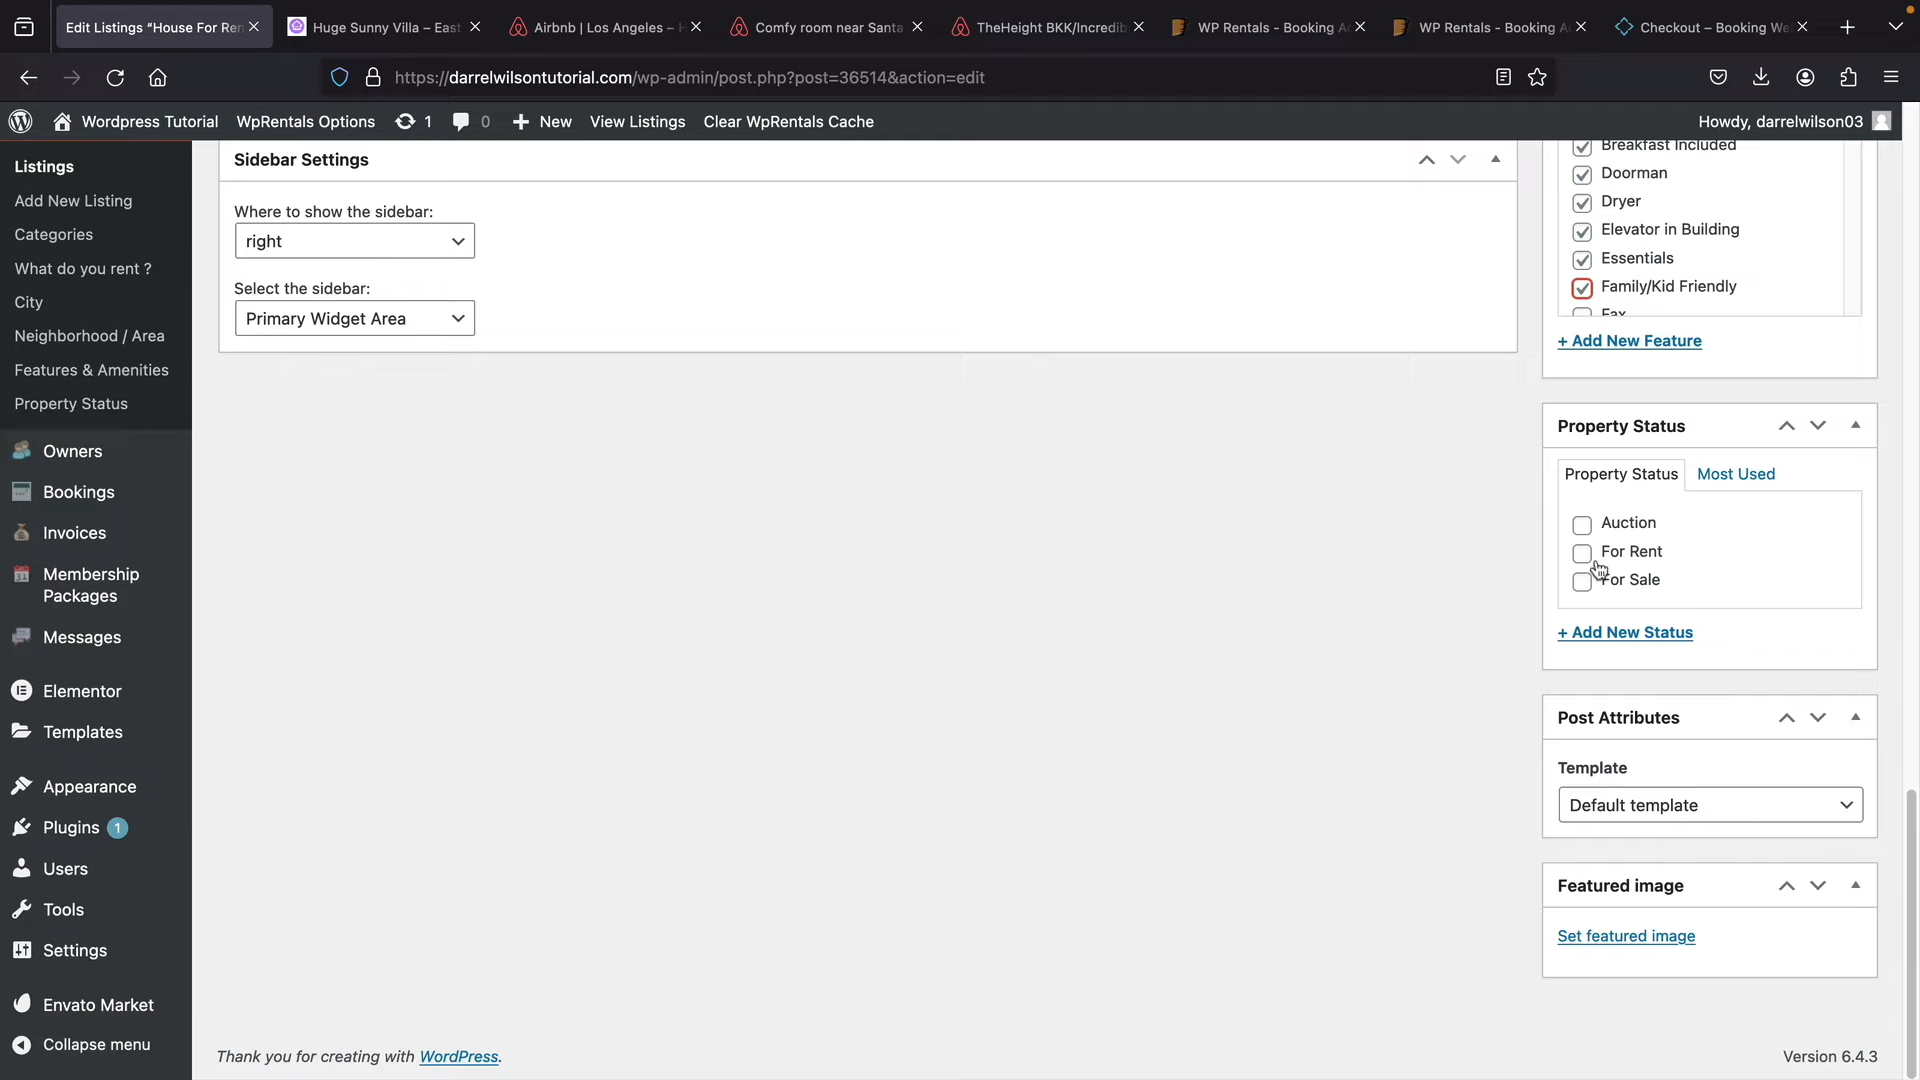 Edit Listings “House For Ren
Huge Sunny Villa – East
Airbnb | Los Angeles – H
Comfy room near Santa
TheHeight BKK/Incredib
WP Rentals - Booking A
WP Rentals - Booking A
Checkout – Booking We
https://darrelwilsontutorial.com/wp-admin/post.php?post=36514&action=edit
Wordpress Tutorial
WpRentals Options
1
0
New
View Listings
Clear WpRentals Cache
Howdy, darrelwilson03
Listings
Add New Listing
Categories
What do you rent ?
City
Neighborhood / Area
Features & Amenities
Property Status
Owners
Bookings
Invoices
Membership
Packages
Messages
Elementor
Templates
Appearance
Plugins 1
Users
Tools
Settings
Envato Market
Collapse menu
Sidebar Settings
Where to show the sidebar:
right
Select the sidebar:
Primary Widget Area
Breakfast Included
Doorman
Dryer
Elevator in Building
Essentials
Family/Kid Friendly
Fax
+ Add New Feature
Property Status
Property Status
Most Used
Auction
For Rent
For Sale
+ Add New Status
Post Attributes
Template
Default template
Featured image
Set featured image
Thank you for creating with WordPress.
Version 6.4.3